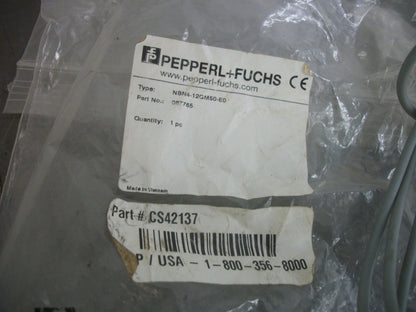 PEPPERL+FUCHS CE
www.pepperl-fuchs.com
Type: NBN4-12GM50-E0
Part No.: 087765
Quantity: 1 pc
Made in Vietnam
Part # CS42137
P / USA - 1-800-356-8000